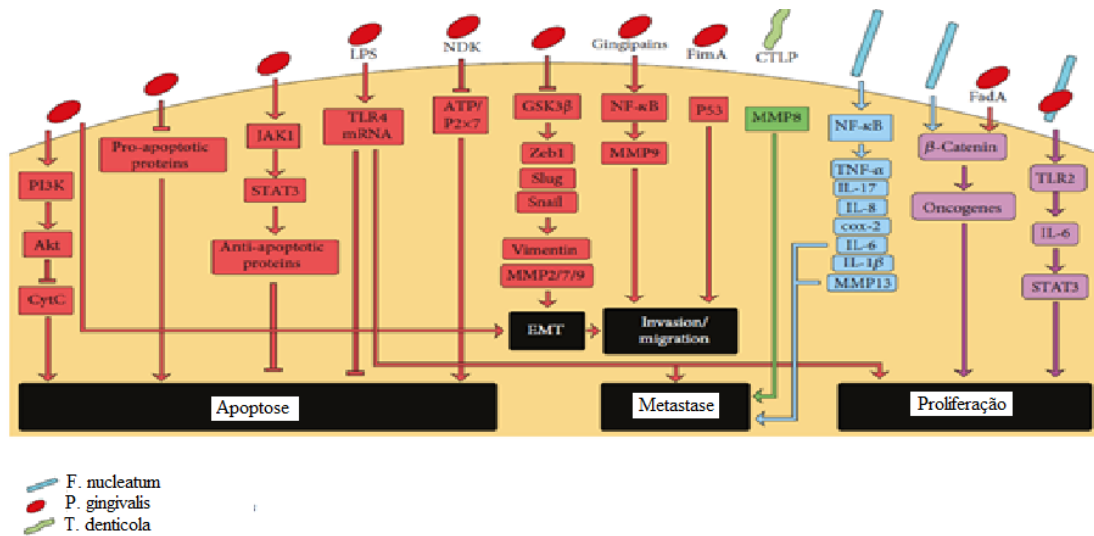 LPS
NDK
Gingipains
FimA
CTLP
FadA
PI3K
Akt
CytC
Pro-apoptotic
proteins
JAK1
STAT3
Anti-apoptotic
proteins
TLR4
mRNA
ATP/
P2×7
GSK3β
Zeb1
Slug
Snail
Vimentin
MMP2/7/9
EMT
NF-κB
MMP9
Invasion/
migration
P53
MMP8
NF-κB
TNF-α
IL-17
IL-8
cox-2
IL-6
IL-1β
MMP13
β-Catenin
Oncogenes
TLR2
IL-6
STAT3
Apoptose
Metastase
Proliferação
F. nucleatum
P. gingivalis
T. denticola